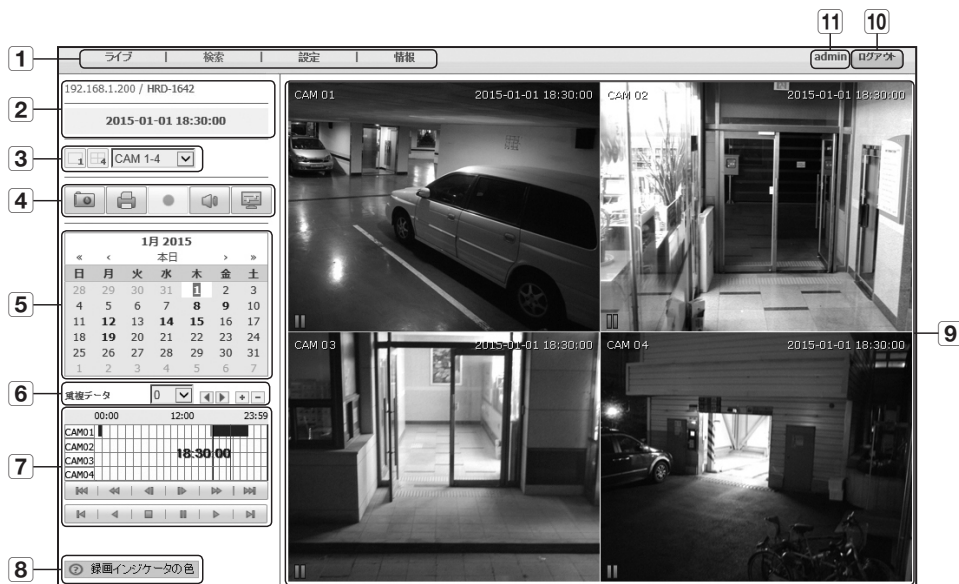 11 10
1 ライブ | 検索 | 設定 | 情報 admin ログアウト
2 192.168.1.200 / HRD-1642
2015-01-01 18:30:00
3 1 4 CAM 1-4
4
5 1月 2015
« ‹ 本日 › »
日 月 火 水 木 金 土
28 29 30 31 1 2 3
4 5 6 7 8 9 10
11 12 13 14 15 16 17
18 19 20 21 22 23 24
25 26 27 28 29 30 31
1 2 3 4 5 6 7
6 重複データ 0 + -
7 00:00 12:00 23:59
CAM01
CAM02
18:30:00
CAM03
CAM04
8 ? 録画インジケータの色
CAM 01 2015-01-01 18:30:00
CAM 02 2015-01-01 18:30:00
9
CAM 03 2015-01-01 18:30:00
CAM 04 2015-01-01 18:30:00